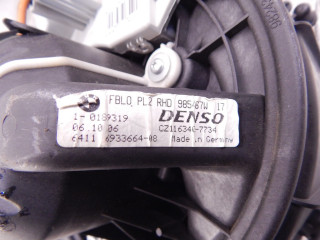 FBLO, PL2 RHD 985/67W 17
1- 0189319
06.10.06
DENSO
CZ116340-7734
6411 6933664-08 Made in Germany